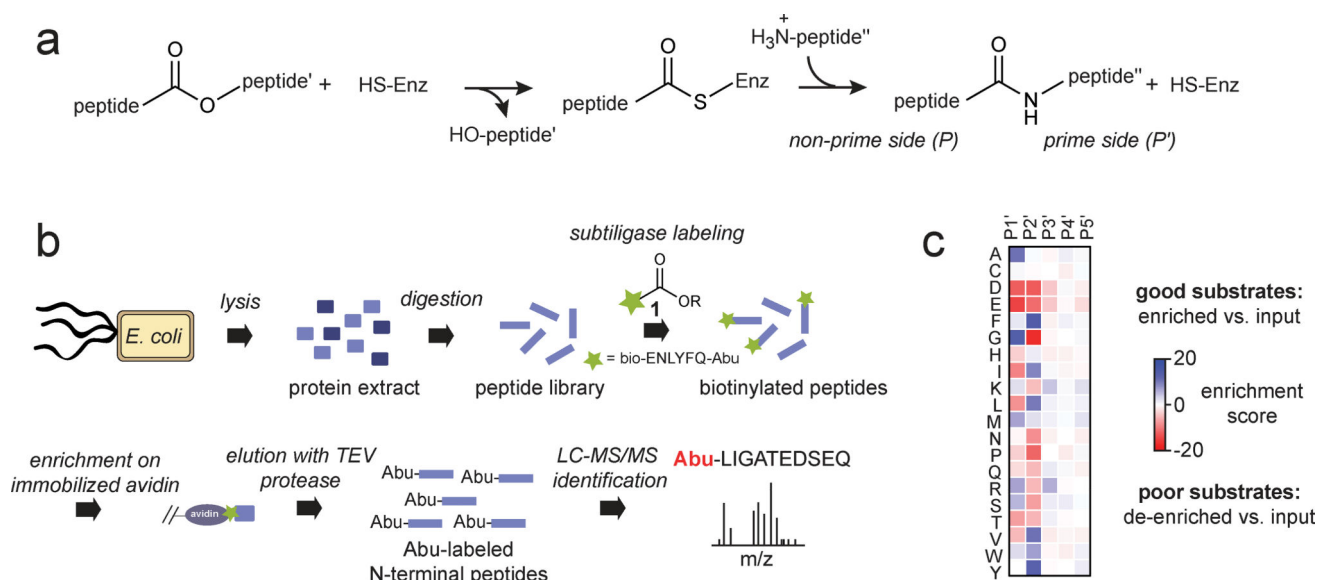 a
O
peptide
O
peptide' +
HS-Enz
HO-peptide'
O
peptide
S
Enz
+
H₃N-peptide"
O
peptide
N
H
peptide" +
HS-Enz
non-prime side (P)
prime side (P')
b
E. coli
lysis
protein extract
digestion
peptide library
subtiligase labeling
O
OR
1
= bio-ENLYFQ-Abu
biotinylated peptides
enrichment on
immobilized avidin
avidin
elution with TEV
protease
Abu-
Abu-
Abu-
Abu-
Abu-
Abu-labeled
N-terminal peptides
LC-MS/MS
identification
Abu-LIGATEDSEQ
m/z
c
P1' P2' P3' P4' P5'
A
C
D
E
F
G
H
I
K
L
M
N
P
Q
R
S
T
V
W
Y
good substrates:
enriched vs. input
20
0
-20
enrichment
score
poor substrates:
de-enriched vs. input